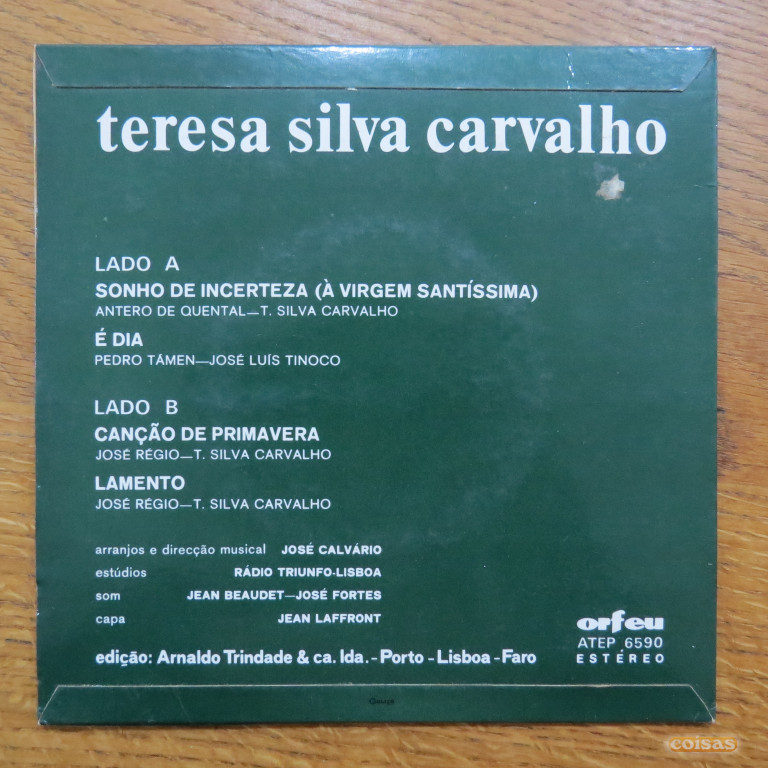 teresa silva carvalho
LADO A
SONHO DE INCERTEZA (À VIRGEM SANTÍSSIMA)
ANTERO DE QUENTAL—T. SILVA CARVALHO
É DIA
PEDRO TÁMEN—JOSÉ LUÍS TINOCO
LADO B
CANÇÃO DE PRIMAVERA
JOSÉ RÉGIO—T. SILVA CARVALHO
LAMENTO
JOSÉ RÉGIO—T. SILVA CARVALHO
arranjos e direcção musical JOSÉ CALVÁRIO
estúdios RÁDIO TRIUNFO-LISBOA
som JEAN BEAUDET—JOSÉ FORTES
capa JEAN LAFFRONT
orfeu
ATEP 6590
ESTÉREO
edição: Arnaldo Trindade & ca. lda. - Porto - Lisboa - Faro
coisas